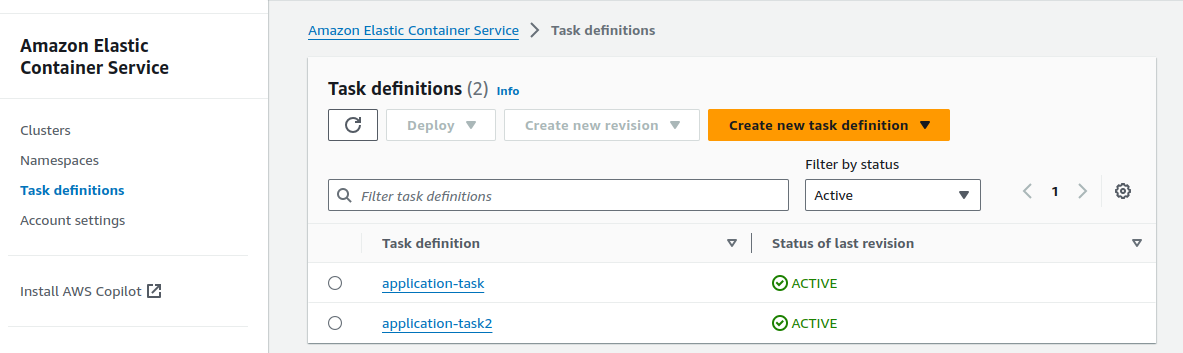 Amazon Elastic
Container Service
Clusters
Namespaces
Task definitions
Account settings
Install AWS Copilot
Amazon Elastic Container Service > Task definitions
Task definitions (2) Info
Deploy Create new revision Create new task definition
Filter by status
Filter task definitions Active 1
Task definition Status of last revision
application-task ACTIVE
application-task2 ACTIVE